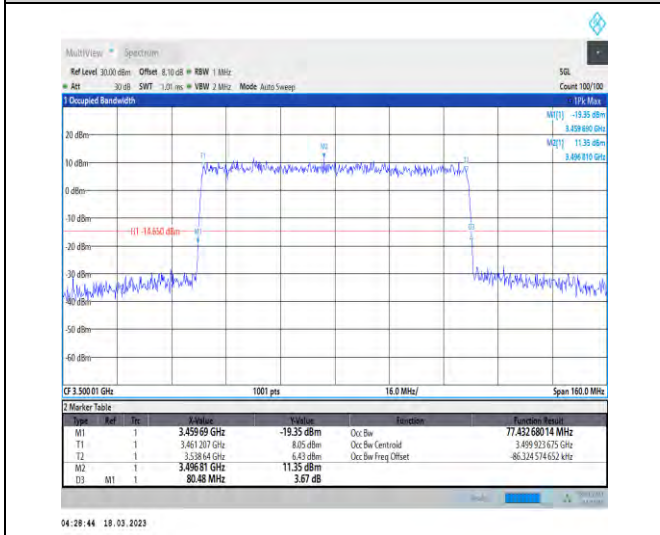 MultiView Spectrum
Ref Level 30.00 dBm Offset 8.10 dB RBW 1 MHz SGL
Att 30 dB SWT 1.01 ms VBW 2 MHz Mode Auto Sweep Count 100/100
1 Occupied Bandwidth 1Pk Max
M1[1] -19.35 dBm
3.459 690 GHz
M2[1] 11.35 dBm
3.496 810 GHz
20 dBm
10 dBm
0 dBm
-10 dBm
-20 dBm
-30 dBm
-40 dBm
-50 dBm
-60 dBm
T1
M2
H1 -14.650 dBm
M1
D3
CF 3.500 01 GHz 1001 pts 16.0 MHz/ Span 160.0 MHz
2 Marker Table
Type Ref Trc X-Value Y-Value Function Function Result
M1 1 3.459 69 GHz -19.35 dBm Occ Bw 77.432 680 14 MHz
T1 1 3.461 207 GHz 8.05 dBm Occ Bw Centroid 3.499 923 675 GHz
T2 1 3.538 64 GHz 6.43 dBm Occ Bw Freq Offset -86.324 574 652 kHz
M2 1 3.496 81 GHz 11.35 dBm
D3 M1 1 80.48 MHz 3.67 dB
04:28:44 18.03.2023